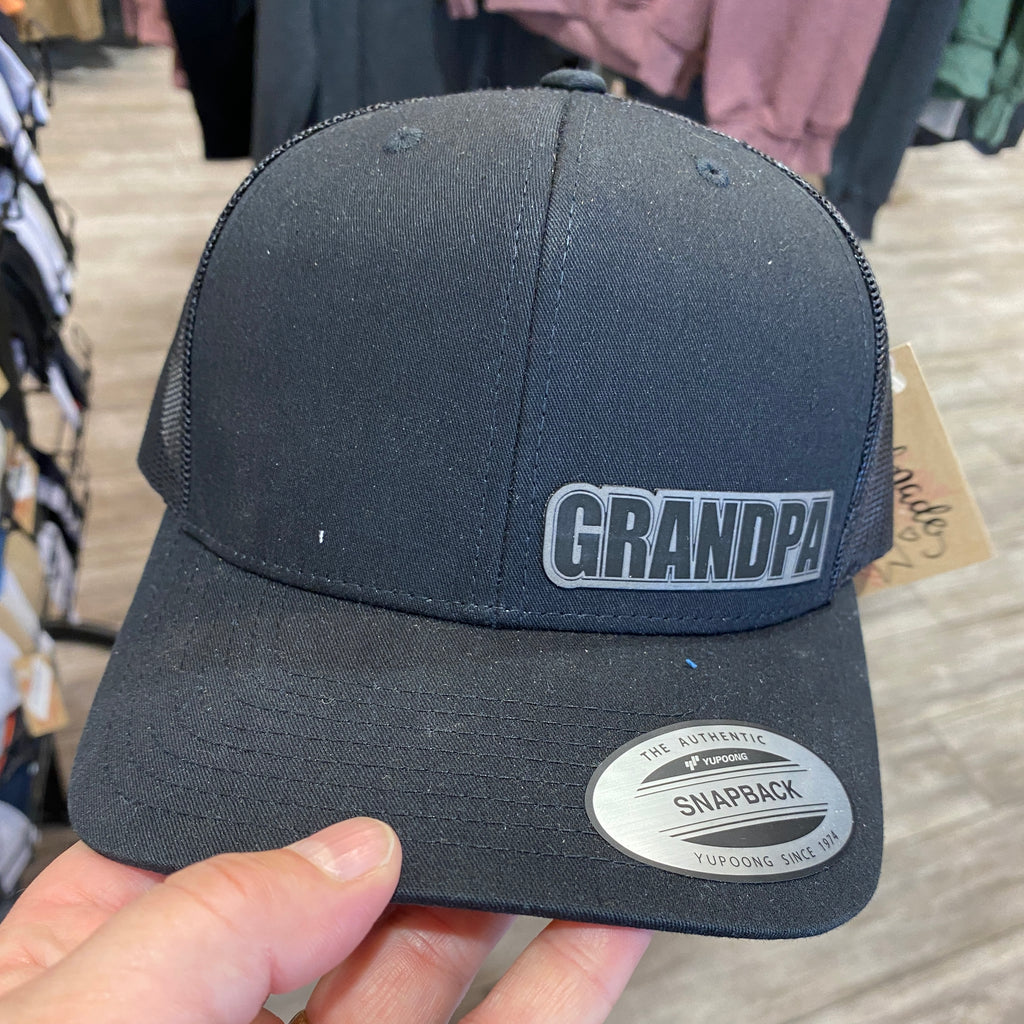 GRANDPA
THE AUTHENTIC
YUPOONG
SNAPBACK
YUPOONG SINCE 1974